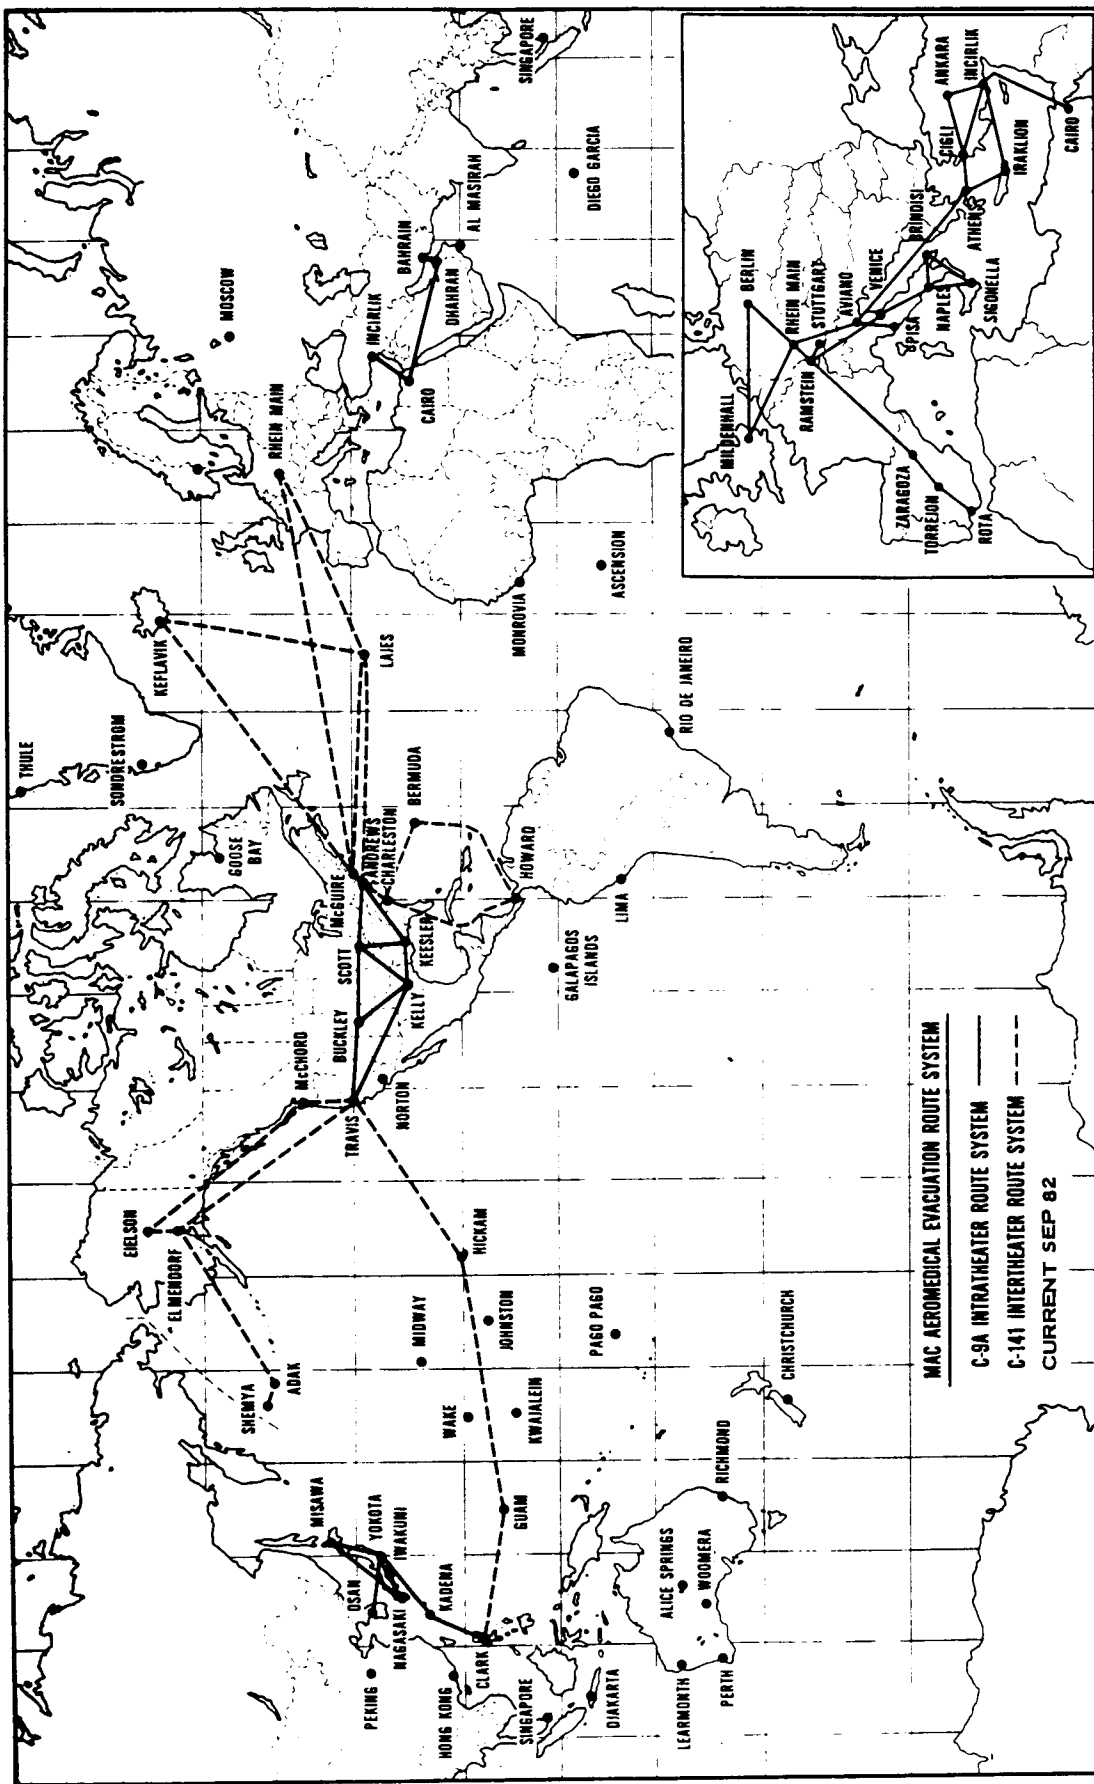 THULE
SONDRESTROM
KEFLAVIK
GOOSE
BAY
MOSCOW
RHEIN MAIN
EIELSON
ELMENDORF
SHEMYA
ADAK
McCHORD
TRAVIS
NORTON
BUCKLEY
SCOTT
KELLY
KEESLER
McGUIRE
ANDREWS
CHARLESTON
BERMUDA
HOWARD
LAJES
INCIRLIK
CAIRO
BAHRAIN
DHAHRAN
AL MASIRAH
DIEGO GARCIA
SINGAPORE
MONROVIA
ASCENSION
RIO DE JANEIRO
LIMA
GALAPAGOS
ISLANDS
HICKAM
MIDWAY
JOHNSTON
WAKE
KWAJALEIN
PAGO PAGO
CHRISTCHURCH
GUAM
MISAWA
YOKOTA
IWAKUNI
OSAN
NAGASAKI
KADENA
PEKING
HONG KONG
CLARK
SINGAPORE
DJAKARTA
ALICE SPRINGS
WOOMERA
RICHMOND
LEARMONTH
PERTH
MAC AEROMEDICAL EVACUATION ROUTE SYSTEM
C-9A INTRATHEATER ROUTE SYSTEM
C-141 INTERTHEATER ROUTE SYSTEM
CURRENT SEP 82
MILDENHALL
BERLIN
RHEIN MAIN
STUTTGART
RAMSTEIN
AVIANO
VENICE
PISA
NAPLES
BRINDISI
SIGONELLA
ATHENS
CIGLI
ANKARA
INCIRLIK
IRAKLION
CAIRO
ZARAGOZA
TORREJON
ROTA